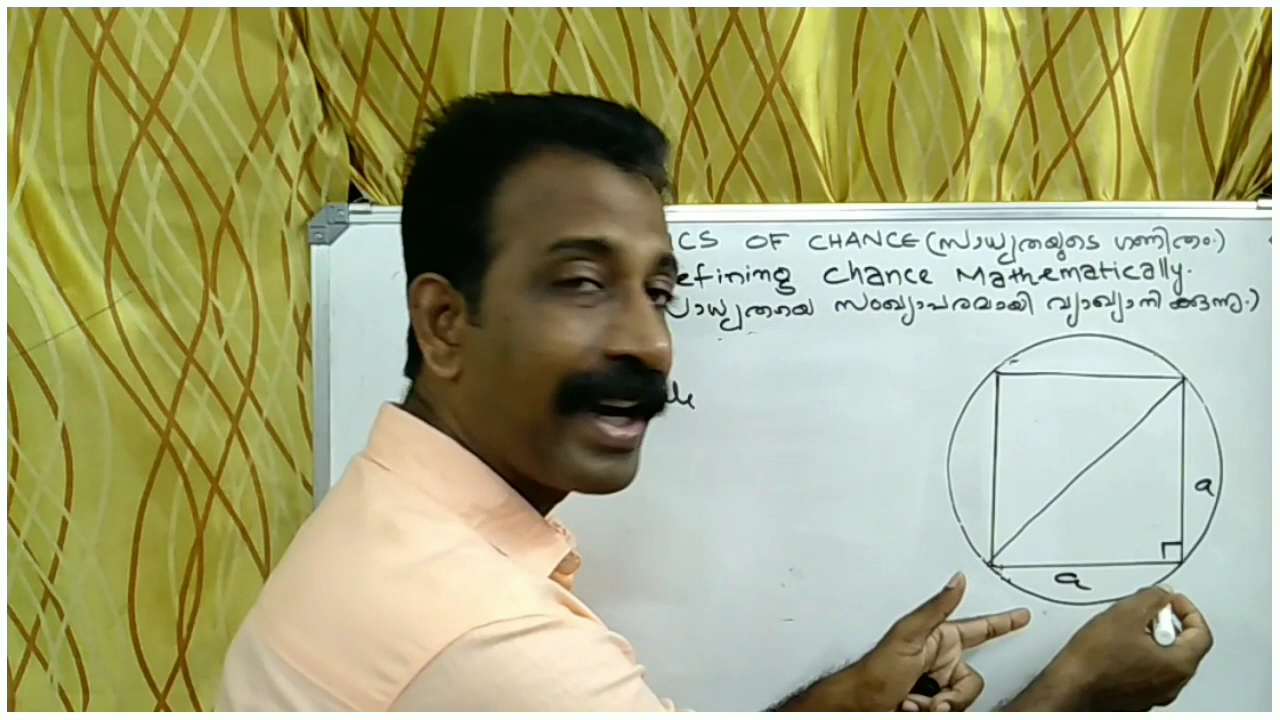 CS OF CHANCE (സാധ്യതയുടെ ഗണിതം.)
efining Chance Mathematically.
സാധ്യതയെ സംഖ്യാപരമായി വ്യാഖ്യാനിക്കുന്നു.)
a
a